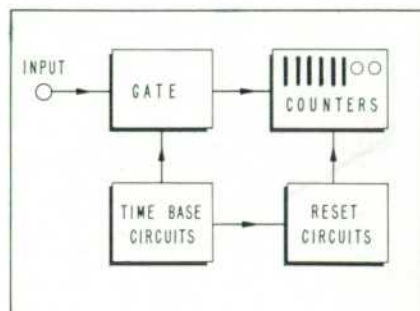 INPUT
GATE
COUNTERS
TIME BASE
CIRCUITS
RESET
CIRCUITS